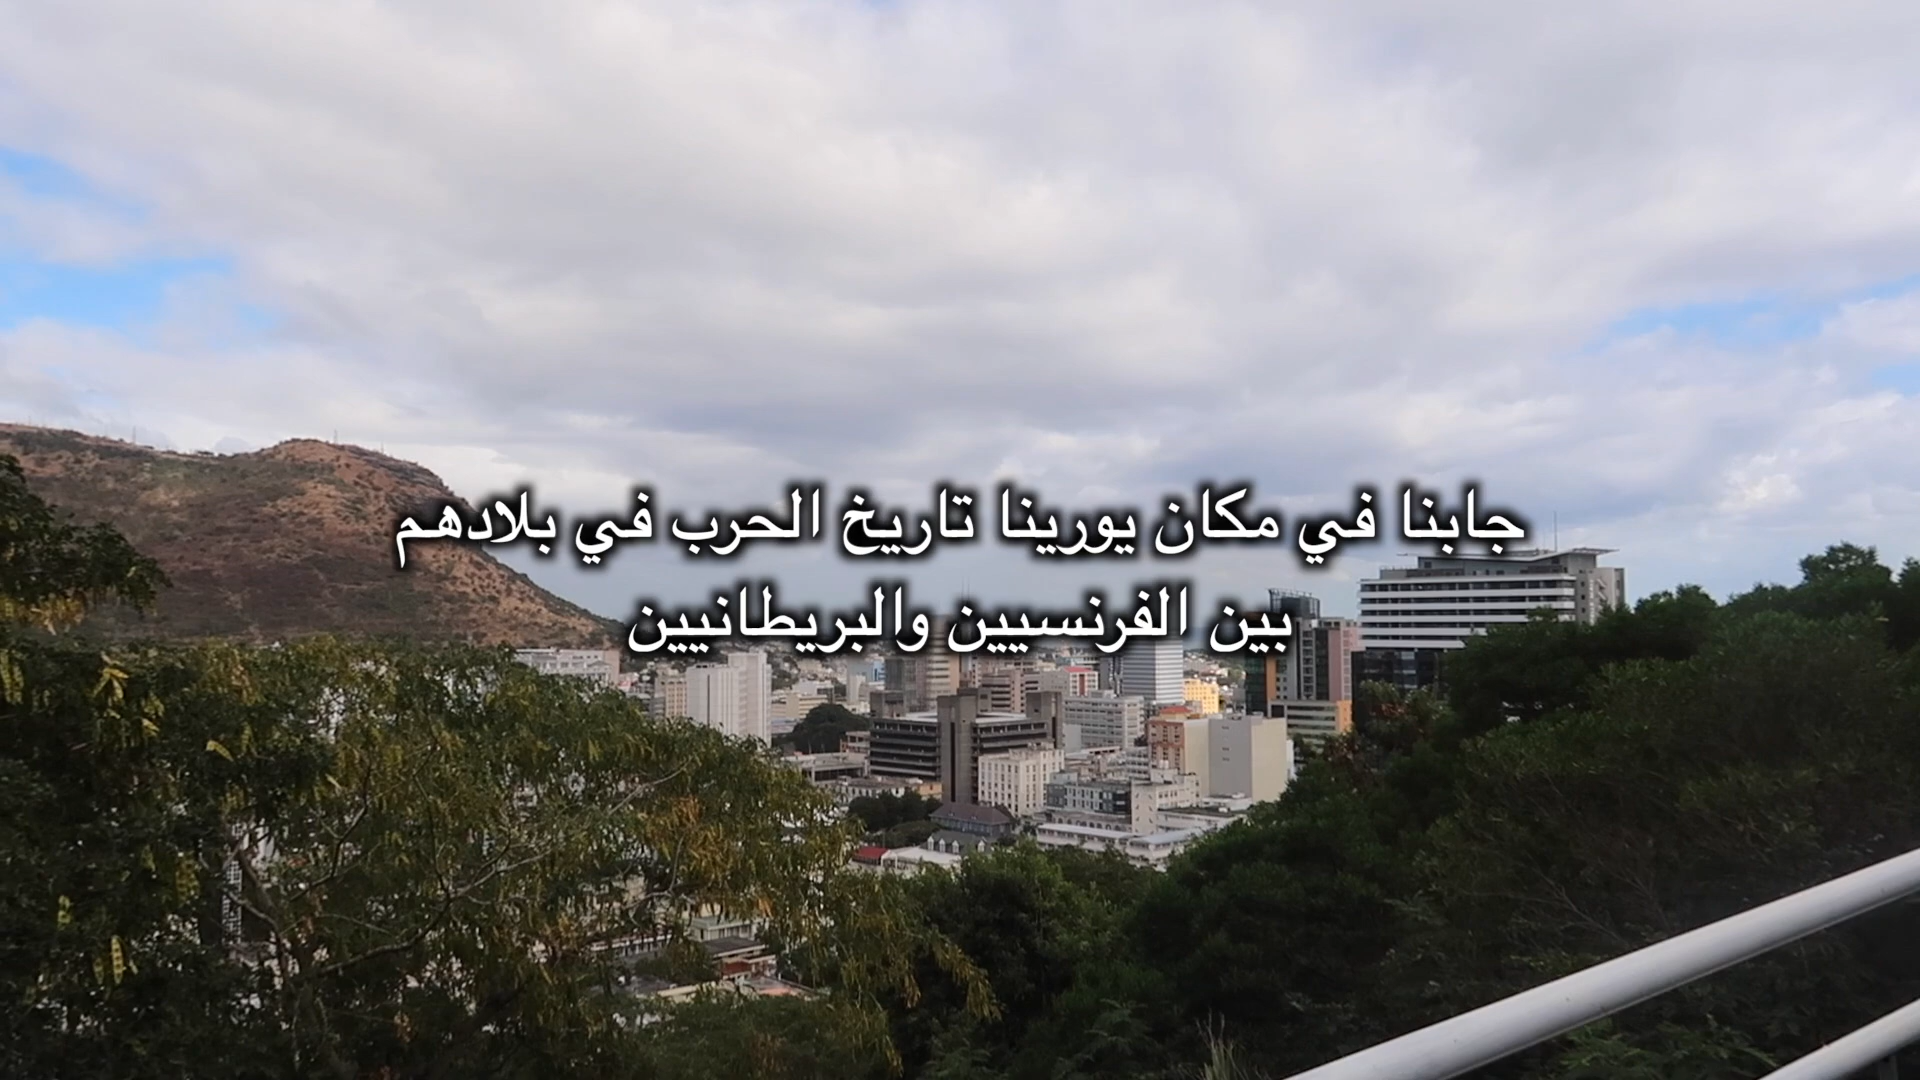 جابنا في مكان يورينا تاريخ الحرب في بلادهم
بين الفرنسيين والبريطانيين